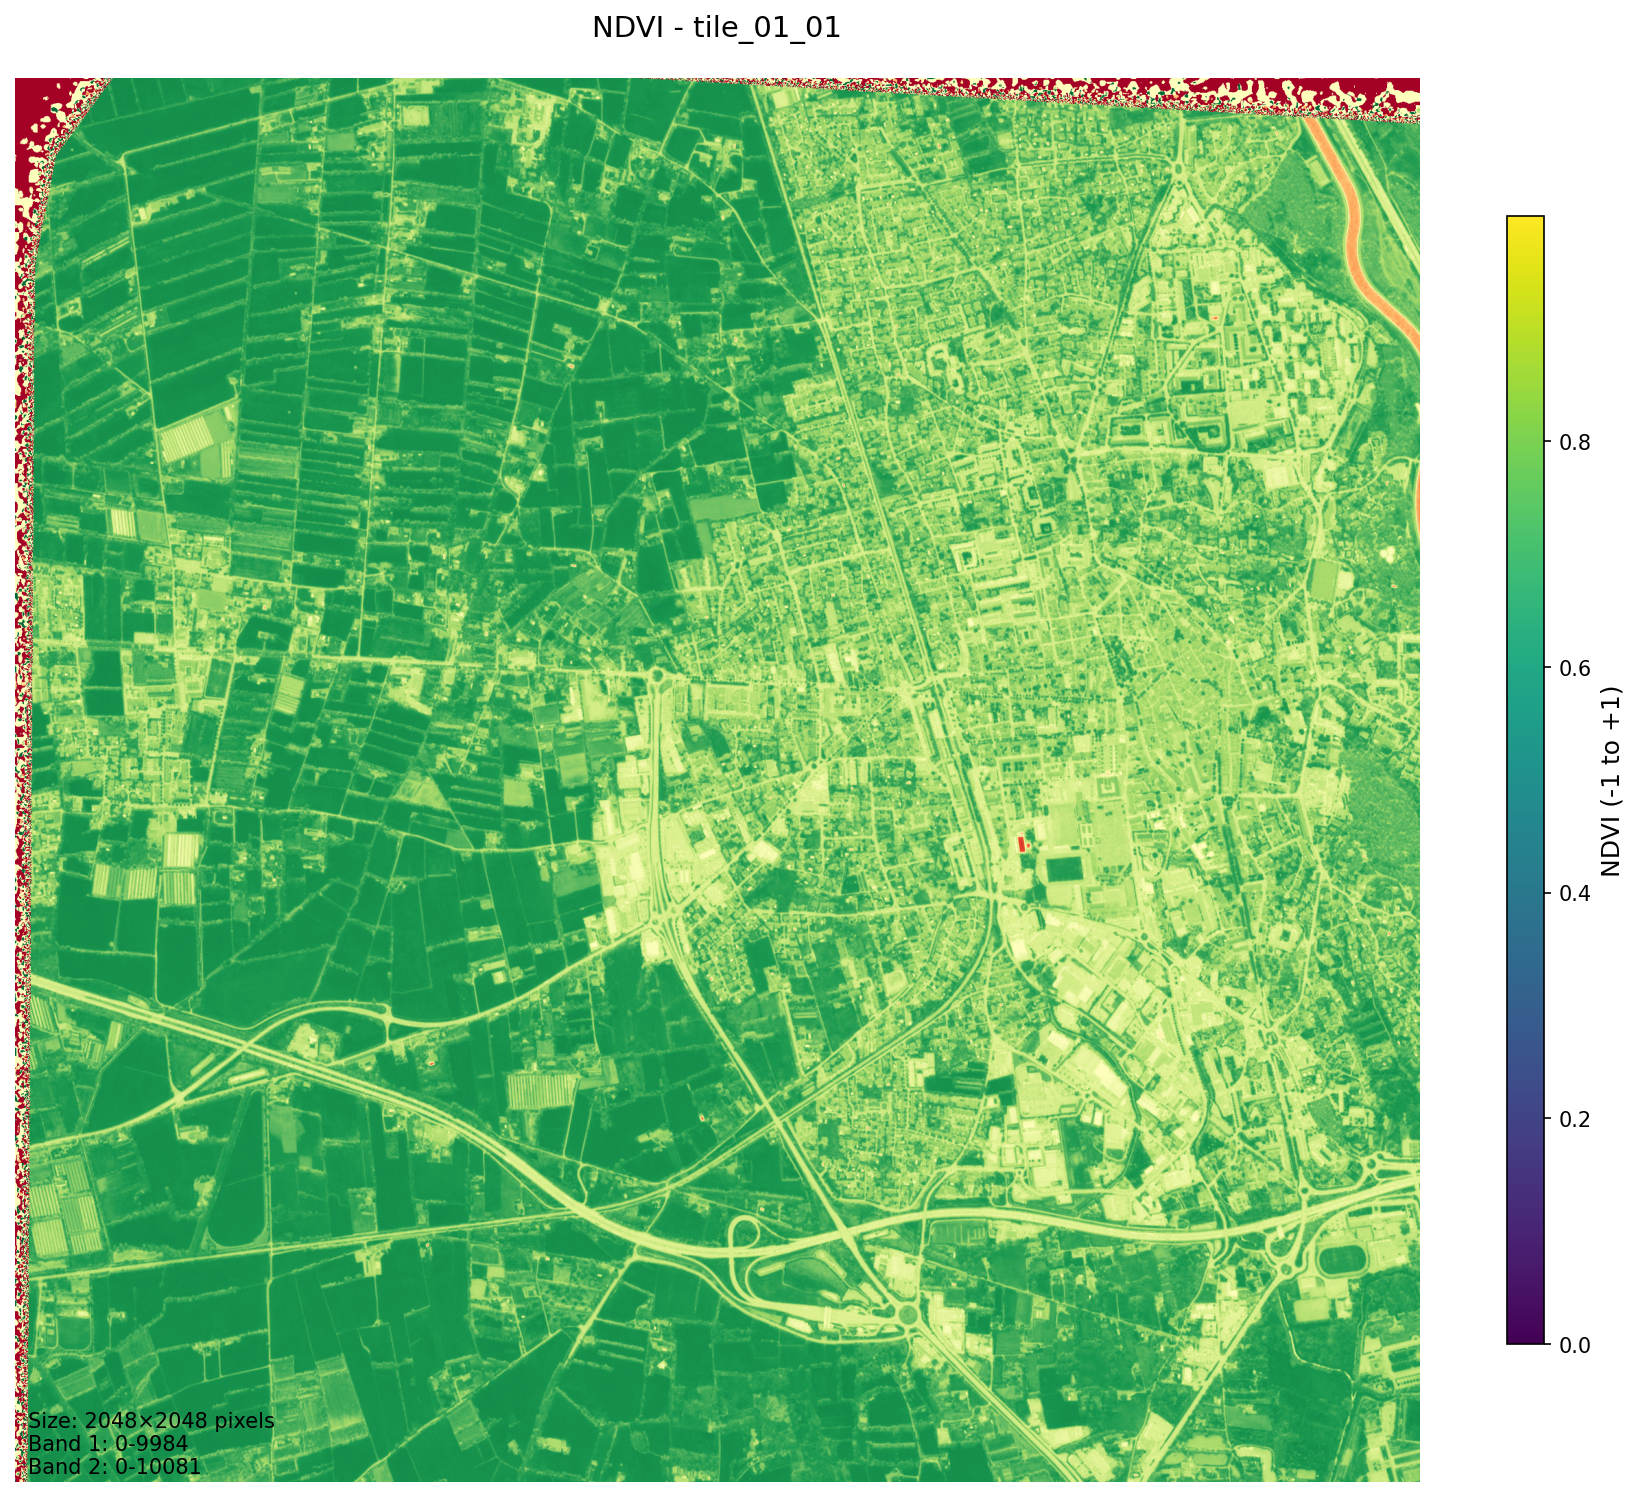 NDVI - tile_01_01
0.8
0.6
0.4
0.2
0.0
NDVI (-1 to +1)
Size: 2048×2048 pixels
Band 1: 0-9984
Band 2: 0-10081